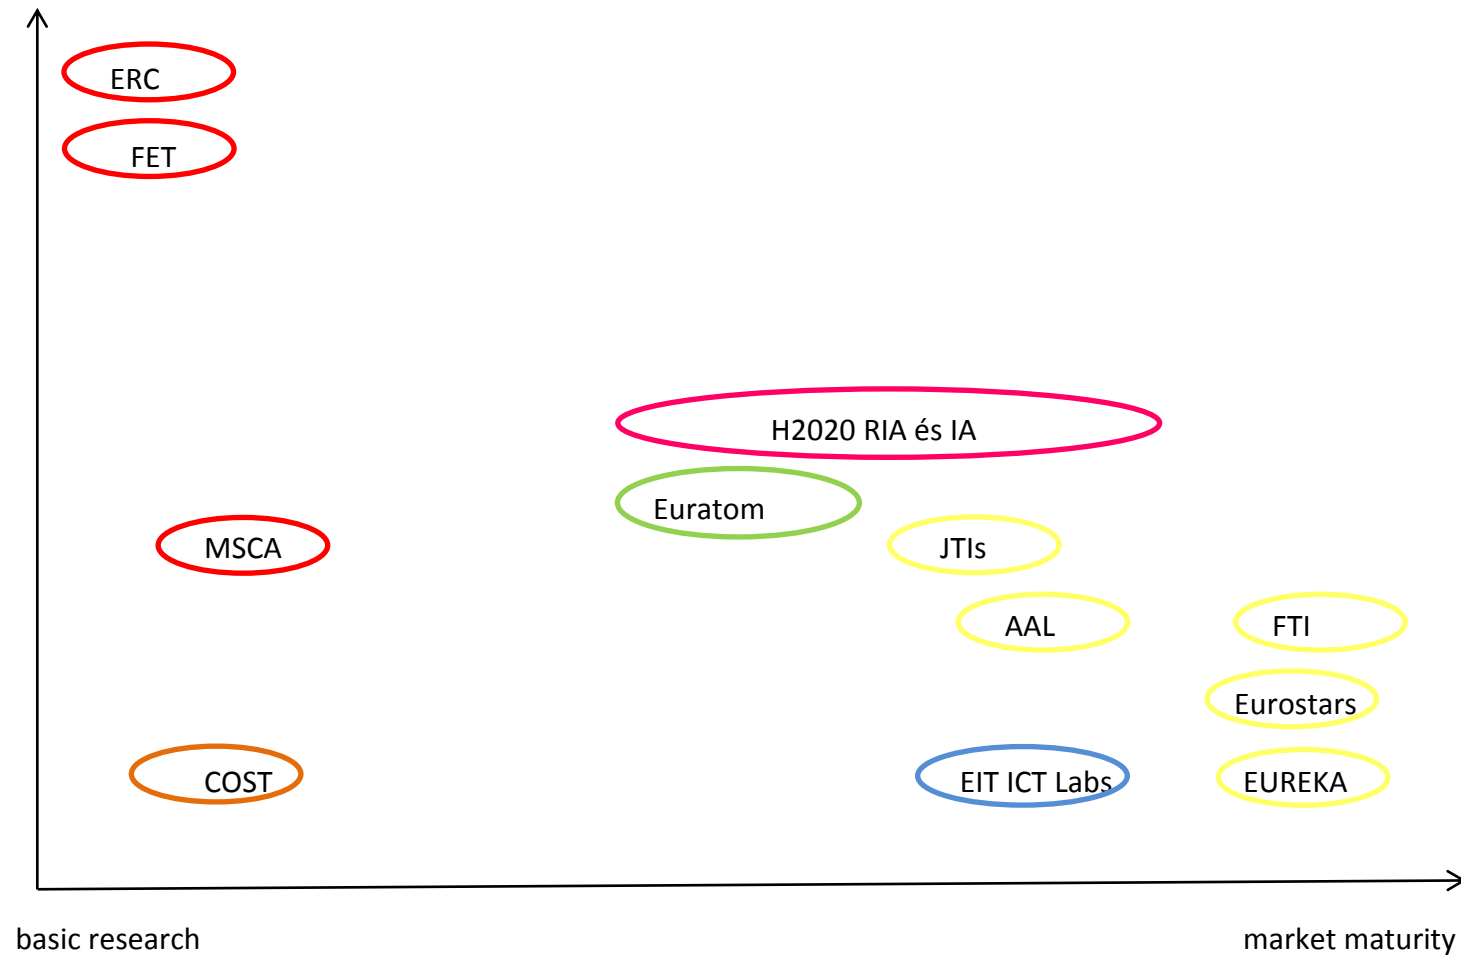 ERC
FET
H2020 RIA és IA
Euratom
MSCA
JTIs
AAL
FTI
Eurostars
COST
EIT ICT Labs
EUREKA
basic research
market maturity